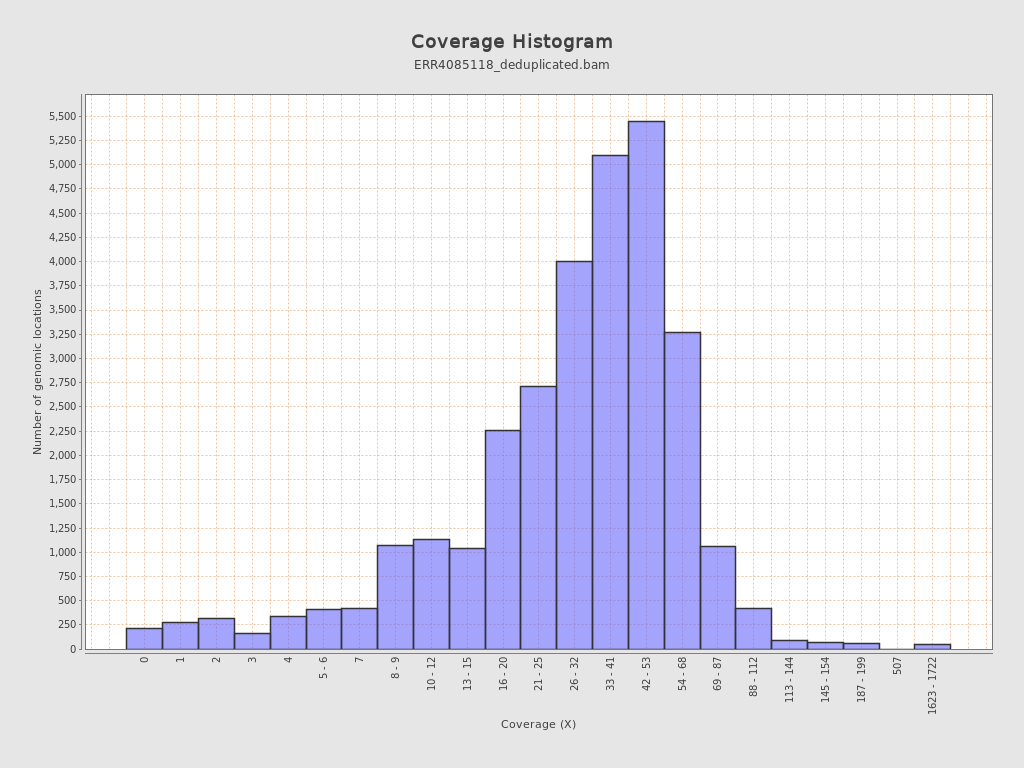 Coverage Histogram
ERR4085118_deduplicated.bam
Number of genomic locations
5,500
5,250
5,000
4,750
4,500
4,250
4,000
3,750
3,500
3,250
3,000
2,750
2,500
2,250
2,000
1,750
1,500
1,250
1,000
750
500
250
0
0
1
2
3
4
5 - 6
7
8 - 9
10 - 12
13 - 15
16 - 20
21 - 25
26 - 32
33 - 41
42 - 53
54 - 68
69 - 87
88 - 112
113 - 144
145 - 154
187 - 199
507
1623 - 1722
Coverage (X)